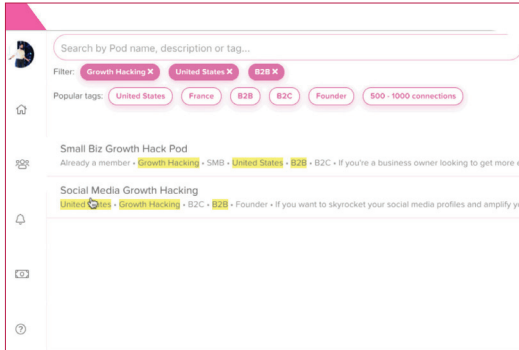 Search by Pod name, description or tag...
Filter: Growth Hacking X United States X B2B X
Popular tags: United States France B2B B2C Founder 500 - 1000 connections
Small Biz Growth Hack Pod
Already a member • Growth Hacking • SMB • United States • B2B • B2C • If you're a business owner looking to get more
Social Media Growth Hacking
United States • Growth Hacking • B2C • B2B • Founder • If you want to skyrocket your social media profiles and amplify